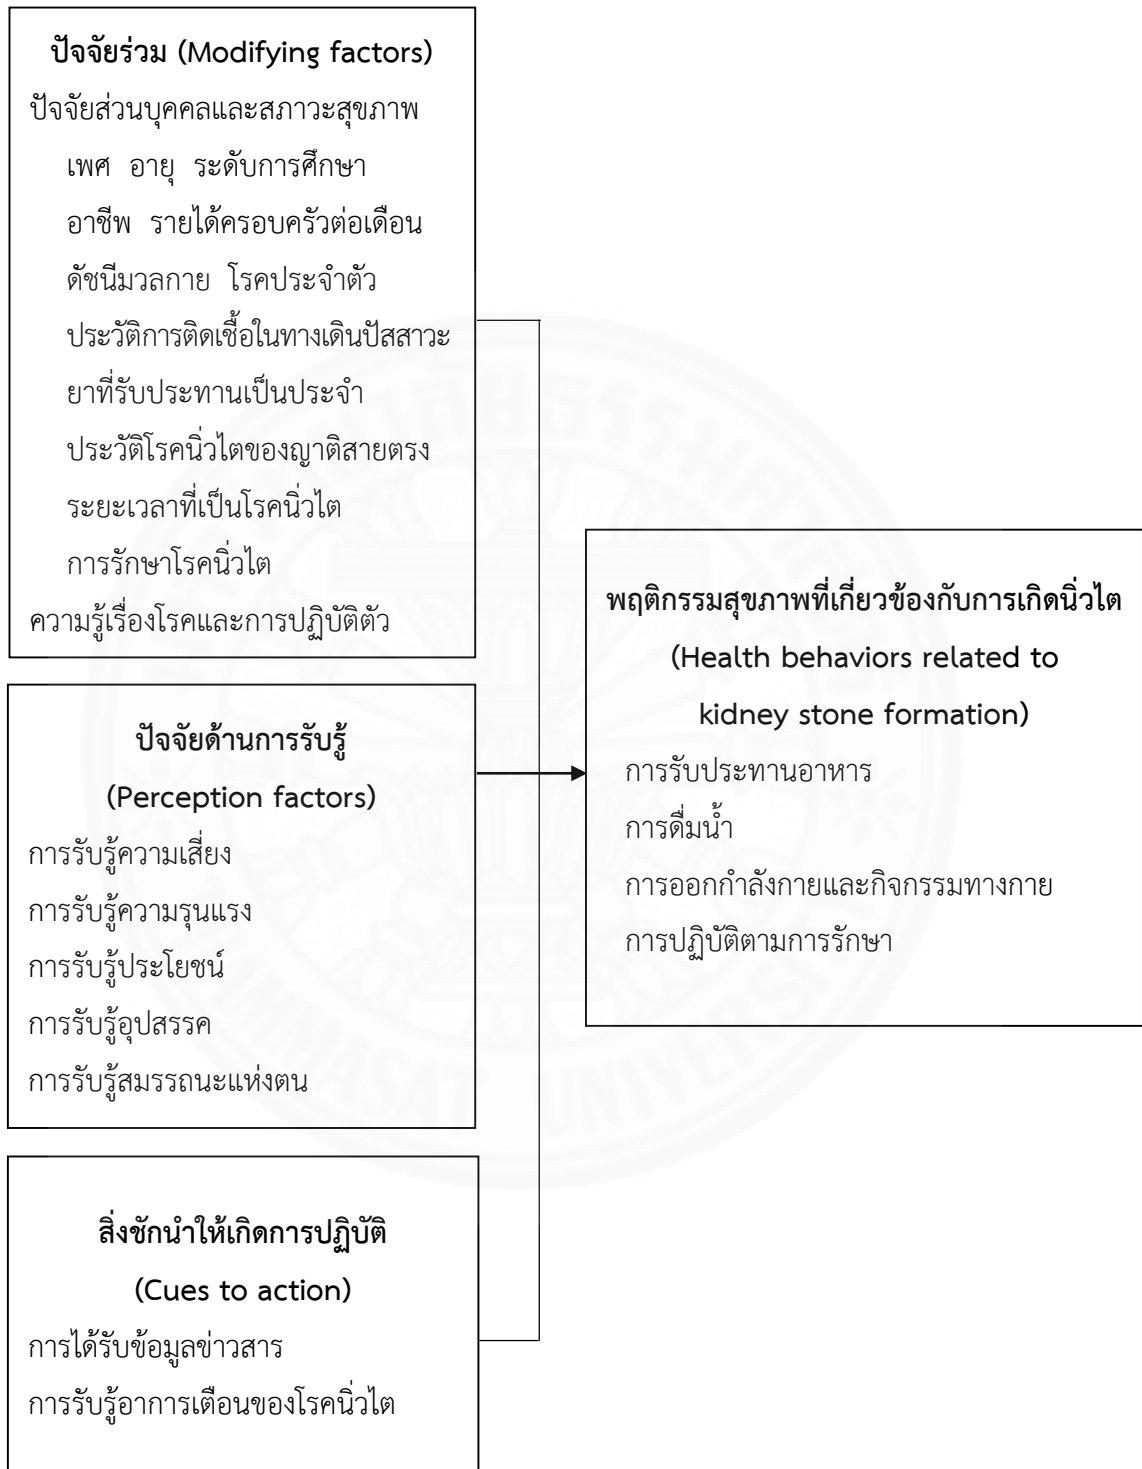 ปัจจัยร่วม (Modifying factors)
ปัจจัยส่วนบุคคลและสภาวะสุขภาพ
เพศ อายุ ระดับการศึกษา
อาชีพ รายได้ครอบครัวต่อเดือน
ดัชนีมวลกาย โรคประจำตัว
ประวัติการติดเชื้อในทางเดินปัสสาวะ
ยาที่รับประทานเป็นประจำ
ประวัติโรคนิ่วไตของญาติสายตรง
ระยะเวลาที่เป็นโรคนิ่วไต
การรักษาโรคนิ่วไต
ความรู้เรื่องโรคและการปฏิบัติตัว
ปัจจัยด้านการรับรู้
(Perception factors)
การรับรู้ความเสี่ยง
การรับรู้ความรุนแรง
การรับรู้ประโยชน์
การรับรู้อุปสรรค
การรับรู้สมรรถนะแห่งตน
สิ่งชักนำให้เกิดการปฏิบัติ
(Cues to action)
การได้รับข้อมูลข่าวสาร
การรับรู้อาการเตือนของโรคนิ่วไต
พฤติกรรมสุขภาพที่เกี่ยวข้องกับการเกิดนิ่วไต
(Health behaviors related to
kidney stone formation)
การรับประทานอาหาร
การดื่มน้ำ
การออกกำลังกายและกิจกรรมทางกาย
การปฏิบัติตามการรักษา